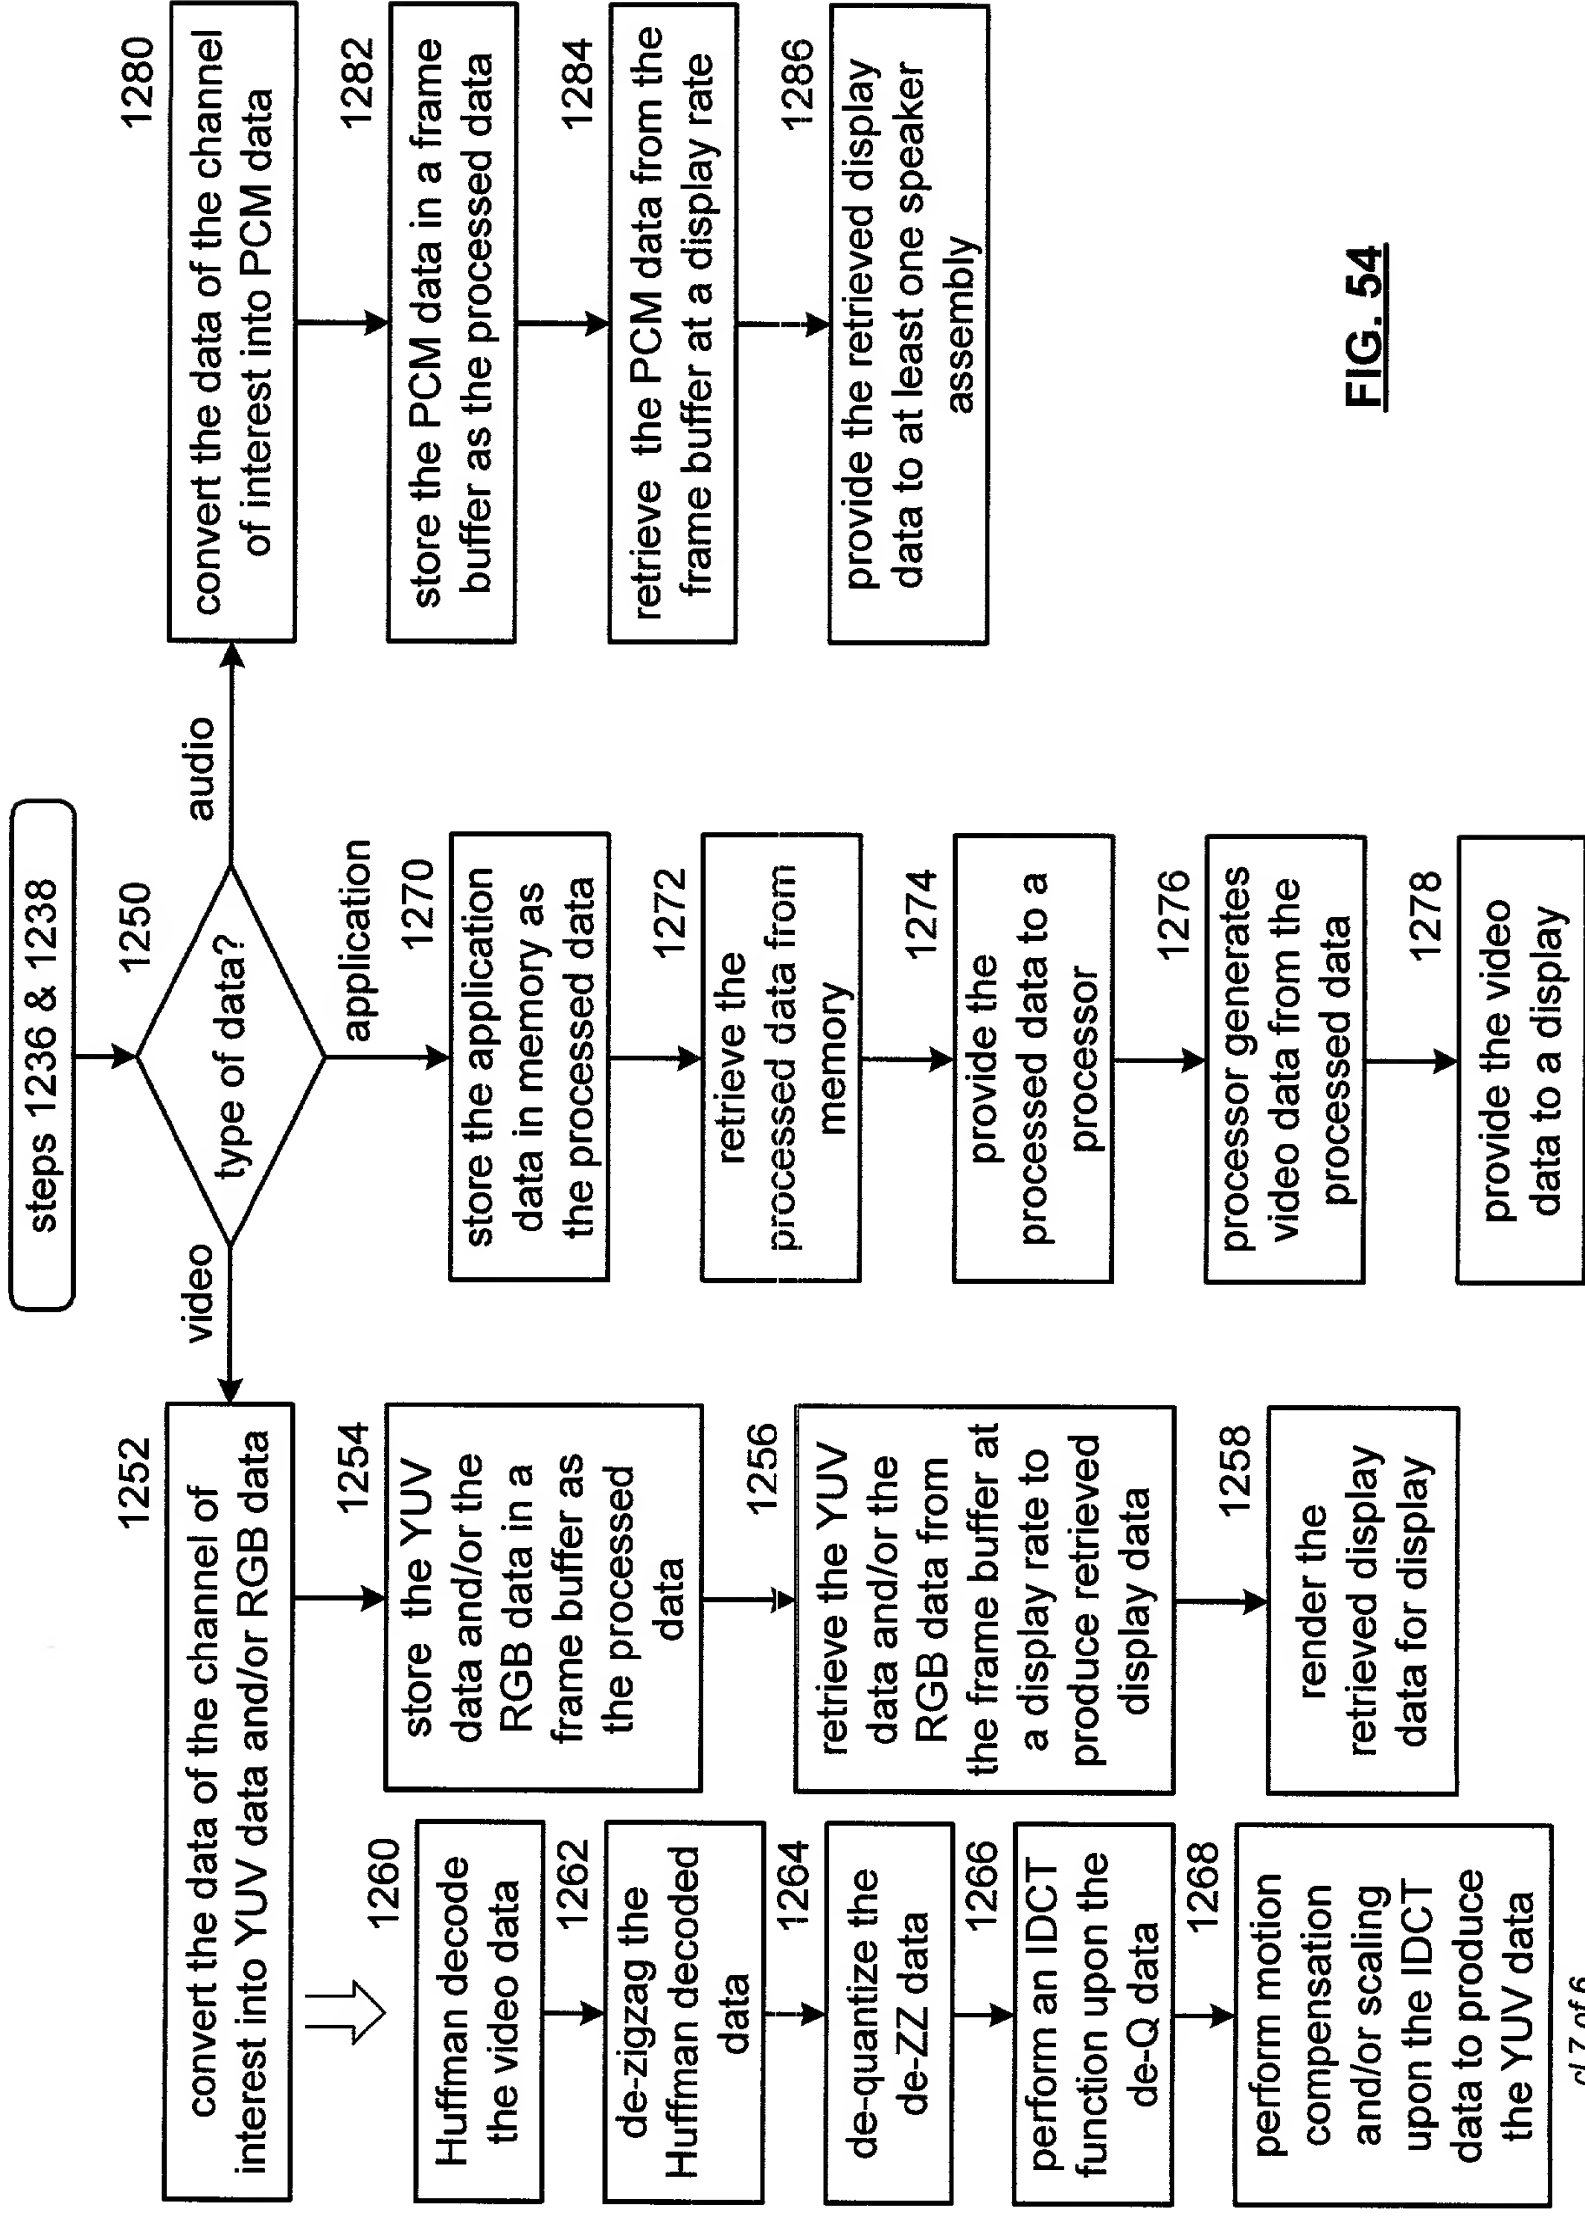 steps 1236 & 1238
1250
type of data?
video
application
audio
1252
convert the data of the channel of
interest into YUV data and/or RGB data
1254
store the YUV
data and/or the
RGB data in a
frame buffer as
the processed
data
1256
retrieve the YUV
data and/or the
RGB data from
the frame buffer at
a display rate to
produce retrieved
display data
1258
render the
retrieved display
data for display
1260
Huffman decode
the video data
1262
de-zigzag the
Huffman decoded
data
1264
de-quantize the
de-ZZ data
1266
perform an IDCT
function upon the
de-Q data
1268
perform motion
compensation
and/or scaling
upon the IDCT
data to produce
the YUV data
1270
store the application
data in memory as
the processed data
1272
retrieve the
processed data from
memory
1274
provide the
processed data to a
processor
1276
processor generates
video data from the
processed data
1278
provide the video
data to a display
1280
convert the data of the channel
of interest into PCM data
1282
store the PCM data in a frame
buffer as the processed data
1284
retrieve the PCM data from the
frame buffer at a display rate
1286
provide the retrieved display
data to at least one speaker
assembly
FIG. 54
cl 7 of 6